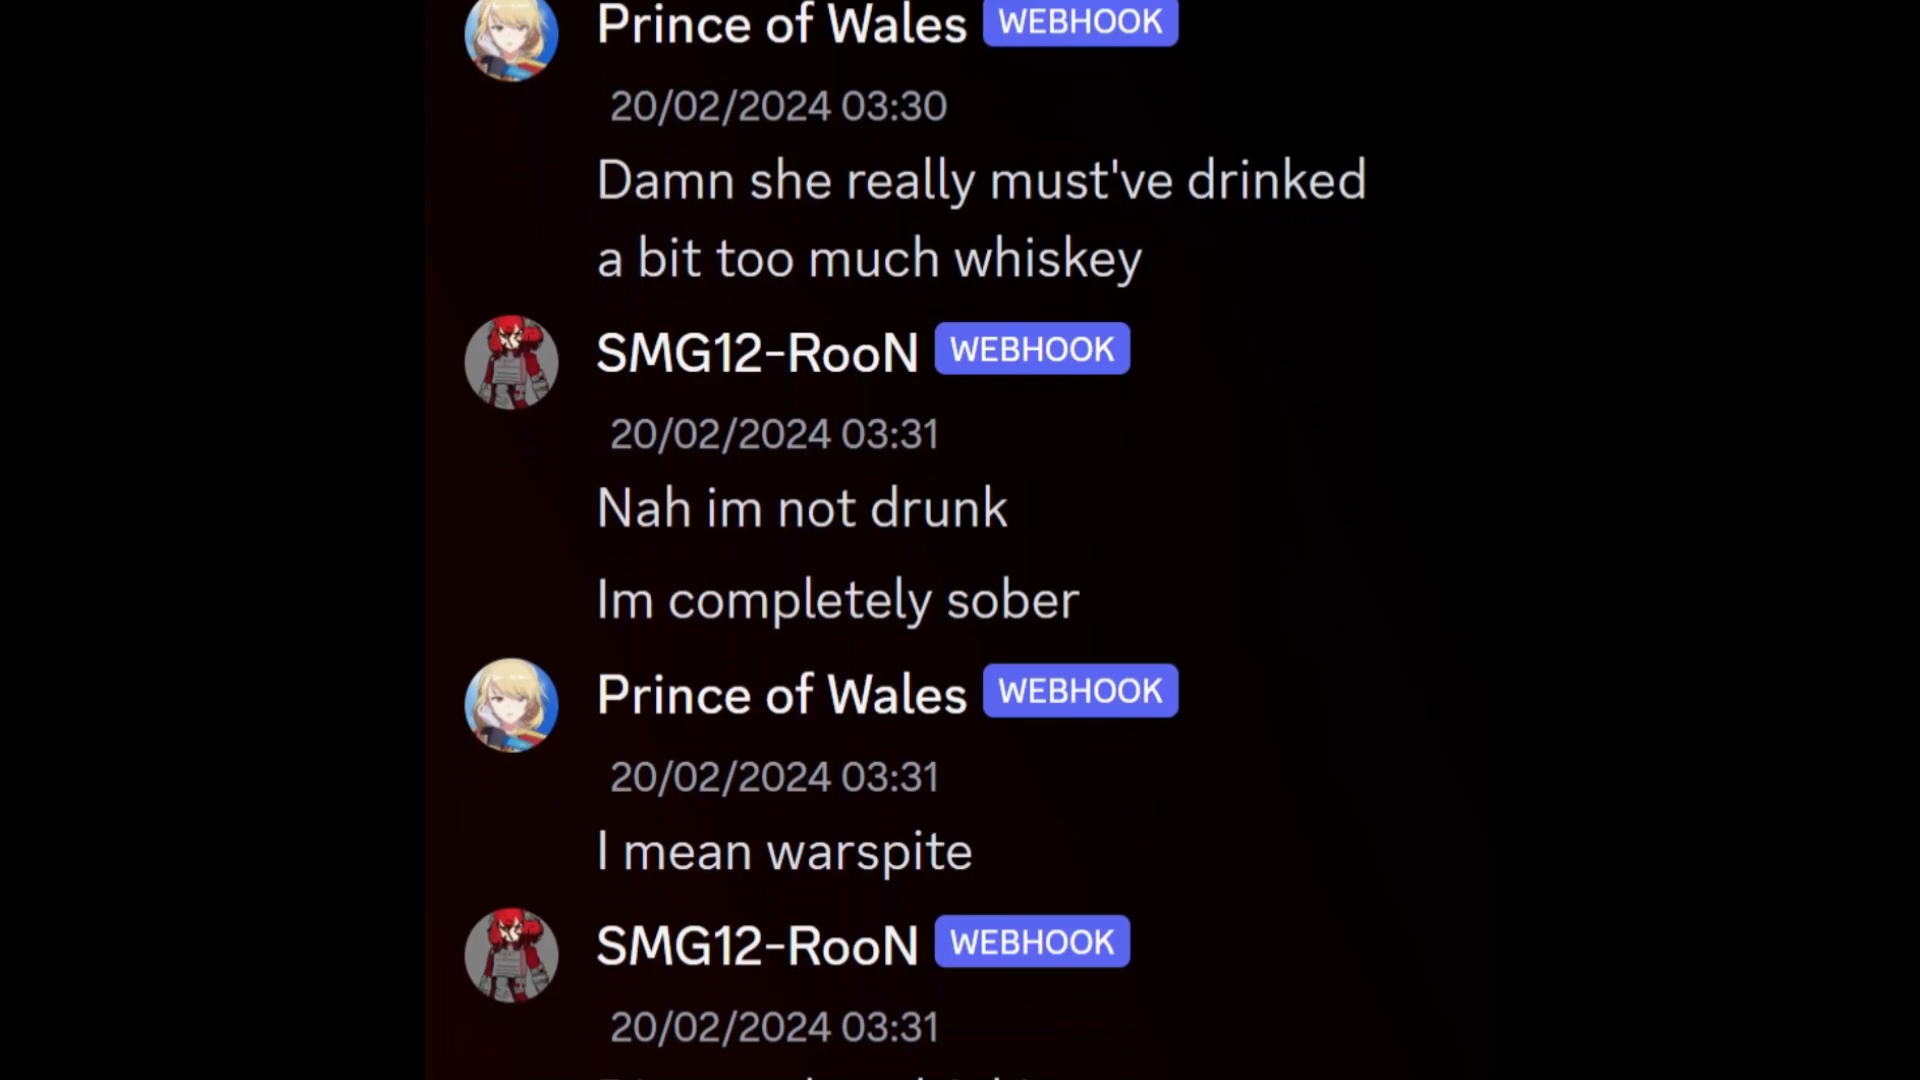 Prince of Wales WEBHOOK
20/02/2024 03:30
Damn she really must've drinked
a bit too much whiskey
SMG12-RooN WEBHOOK
20/02/2024 03:31
Nah im not drunk
Im completely sober
Prince of Wales WEBHOOK
20/02/2024 03:31
I mean warspite
SMG12-RooN WEBHOOK
20/02/2024 03:31